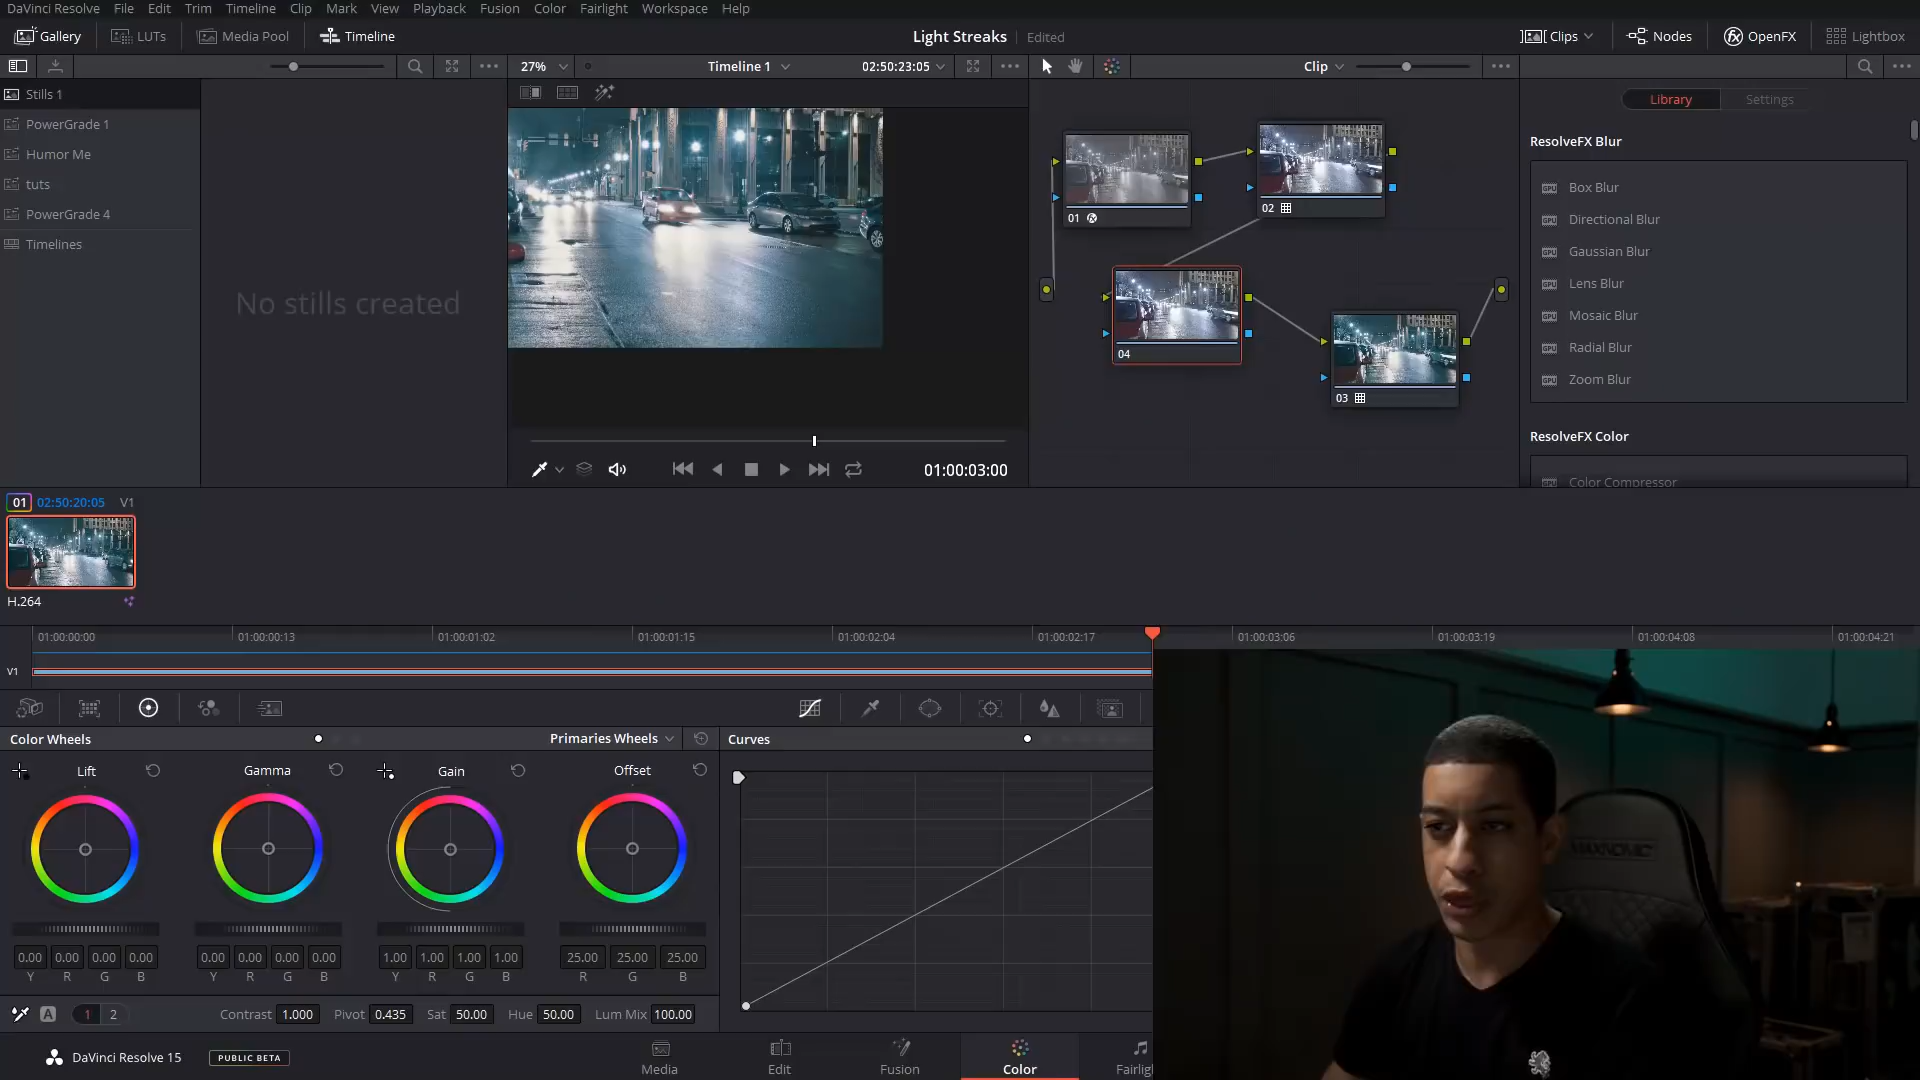 DaVinci Resolve File Edit Trim Timeline Clip Mark View Playback Fusion Color Fairlight Workspace Help
Gallery LUTs Media Pool Timeline Light Streaks Edited Clips Nodes OpenFX Lightbox
27% Timeline 1 02:50:23:05 Clip
Library Settings
Stills 1
PowerGrade 1
Humor Me
tuts
PowerGrade 4
Timelines
No stills created
01:00:03:00
01
02
04
03
ResolveFX Blur
Box Blur
Directional Blur
Gaussian Blur
Lens Blur
Mosaic Blur
Radial Blur
Zoom Blur
ResolveFX Color
Color Compressor
01 02:50:20:05 V1
H.264
01:00:00:00 01:00:00:13 01:00:01:02 01:00:01:15 01:00:02:04 01:00:02:17 01:00:03:06 01:00:03:19 01:00:04:08 01:00:04:21
V1
Color Wheels Primaries Wheels Curves
Lift Gamma Gain Offset
0.00 0.00 0.00 0.00 0.00 0.00 0.00 0.00 1.00 1.00 1.00 1.00 25.00 25.00 25.00
Y R G B Y R G B Y R G B R G B
A 1 2 Contrast 1.000 Pivot 0.435 Sat 50.00 Hue 50.00 Lum Mix 100.00
DaVinci Resolve 15 PUBLIC BETA Media Edit Fusion Color Fairlig
MAXNOMIC